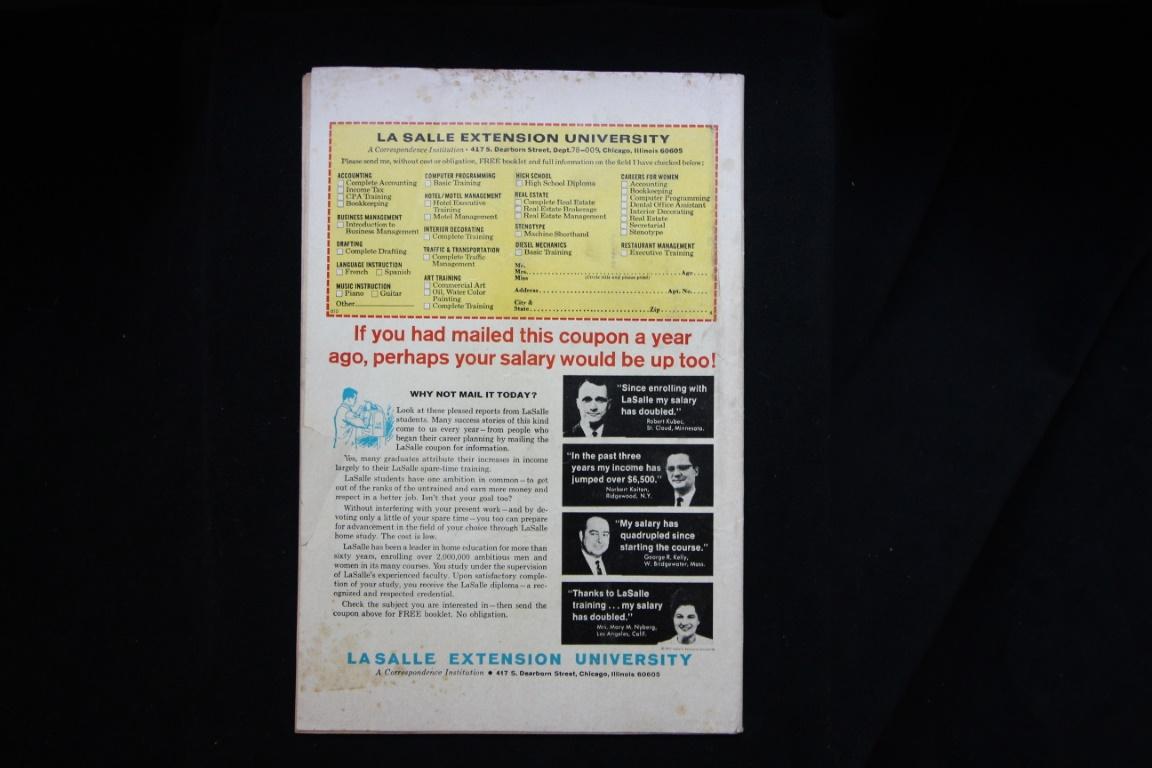 LA SALLE EXTENSION UNIVERSITY
A Correspondence Institution • 417 S. Dearborn Street, Dept. 78-009, Chicago, Illinois 60605
Please send me, without cost or obligation, FREE booklet and full information on the field I have checked below:
ACCOUNTING
Complete Accounting
Income Tax
CPA Training
Bookkeeping
BUSINESS MANAGEMENT
Introduction to
Business Management
DRAFTING
Complete Drafting
LANGUAGE INSTRUCTION
French Spanish
MUSIC INSTRUCTION
Piano Guitar
Other
COMPUTER PROGRAMMING
Basic Training
HOTEL/MOTEL MANAGEMENT
Hotel Executive
Training
Motel Management
INTERIOR DECORATING
Complete Training
TRAFFIC & TRANSPORTATION
Complete Traffic
Management
ART TRAINING
Commercial Art
Oil, Water Color
Painting
Complete Training
HIGH SCHOOL
High School Diploma
REAL ESTATE
Complete Real Estate
Real Estate Brokerage
Real Estate Management
STENOTYPE
Machine Shorthand
DIESEL MECHANICS
Basic Training
CAREERS FOR WOMEN
Accounting
Bookkeeping
Computer Programming
Dental Office Assistant
Interior Decorating
Real Estate
Secretarial
Stenotype
RESTAURANT MANAGEMENT
Executive Training
Mr.
Mrs. Age
Miss (Circle title and please print)
Address Apt. No.
City &
State Zip
If you had mailed this coupon a year
ago, perhaps your salary would be up too!
WHY NOT MAIL IT TODAY?
Look at these pleased reports from LaSalle
students. Many success stories of this kind
come to us every year—from people who
began their career planning by mailing the
LaSalle coupon for information.
Yes, many graduates attribute their increases in income
largely to their LaSalle spare-time training.
LaSalle students have one ambition in common—to get
out of the ranks of the untrained and earn more money and
respect in a better job. Isn't that your goal too?
Without interfering with your present work—and by de-
voting only a little of your spare time—you too can prepare
for advancement in the field of your choice through LaSalle
home study. The cost is low.
LaSalle has been a leader in home education for more than
sixty years, enrolling over 2,000,000 ambitious men and
women in its many courses. You study under the supervision
of LaSalle's experienced faculty. Upon satisfactory comple-
tion of your study, you receive the LaSalle diploma—a rec-
ognized and respected credential.
Check the subject you are interested in—then send the
coupon above for FREE booklet. No obligation.
"Since enrolling with
LaSalle my salary
has doubled."
Robert Kubec,
St. Cloud, Minnesota.
"In the past three
years my income has
jumped over $6,500."
Norbert Kaiten,
Ridgewood, N.Y.
"My salary has
quadrupled since
starting the course."
George R. Kelly,
W. Bridgewater, Mass.
"Thanks to LaSalle
training . . . my salary
has doubled."
Mrs. Mary M. Nyberg,
Los Angeles, Calif.
LASALLE EXTENSION UNIVERSITY
A Correspondence Institution • 417 S. Dearborn Street, Chicago, Illinois 60605